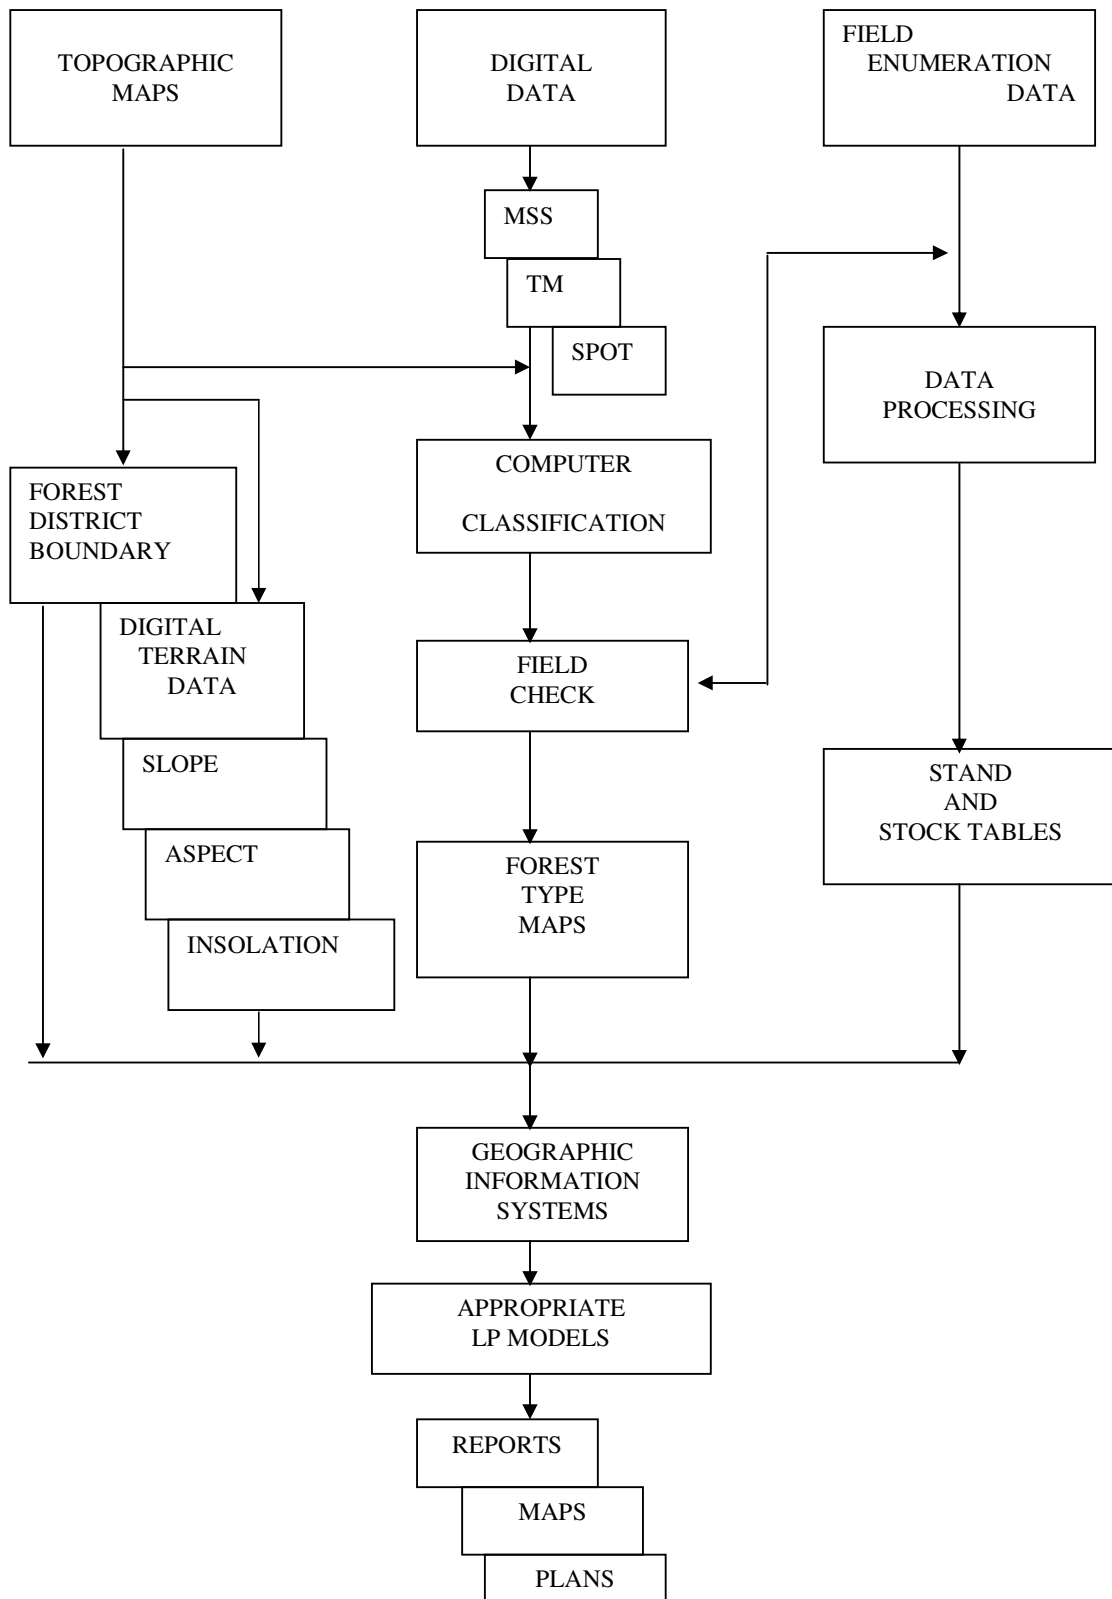 TOPOGRAPHIC
MAPS
DIGITAL
DATA
FIELD
ENUMERATION
DATA
MSS
TM
SPOT
DATA
PROCESSING
COMPUTER
CLASSIFICATION
FOREST
DISTRICT
BOUNDARY
DIGITAL
TERRAIN
DATA
FIELD
CHECK
SLOPE
STAND
AND
STOCK TABLES
ASPECT
FOREST
TYPE
MAPS
INSOLATION
GEOGRAPHIC
INFORMATION
SYSTEMS
APPROPRIATE
LP MODELS
REPORTS
MAPS
PLANS